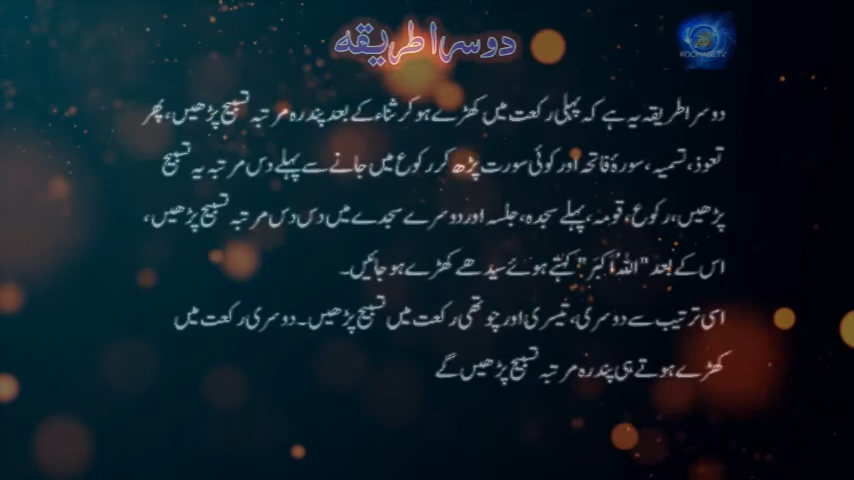 دوسرا طریقہ
ROOHANI TV
دوسرا طریقہ یہ ہے کہ پہلی رکعت میں کھڑے ہو کر ثناء کے بعد پندرہ مرتبہ تسبیح پڑھیں، پھر
تعوذ، تسمیہ، سورۂ فاتحہ اور کوئی سورت پڑھ کر رکوع میں جانے سے پہلے دس مرتبہ یہ تسبیح
پڑھیں، رکوع، قومہ، پہلے سجدہ، جلسہ اور دوسرے سجدے میں دس دس مرتبہ تسبیح پڑھیں،
اس کے بعد "اللہُ اَکبَر" کہتے ہوئے سیدھے کھڑے ہو جائیں۔
اسی ترتیب سے دوسری، تیسری اور چوتھی رکعت میں تسبیح پڑھیں۔ دوسری رکعت میں
کھڑے ہوتے ہی پندرہ مرتبہ تسبیح پڑھیں گے